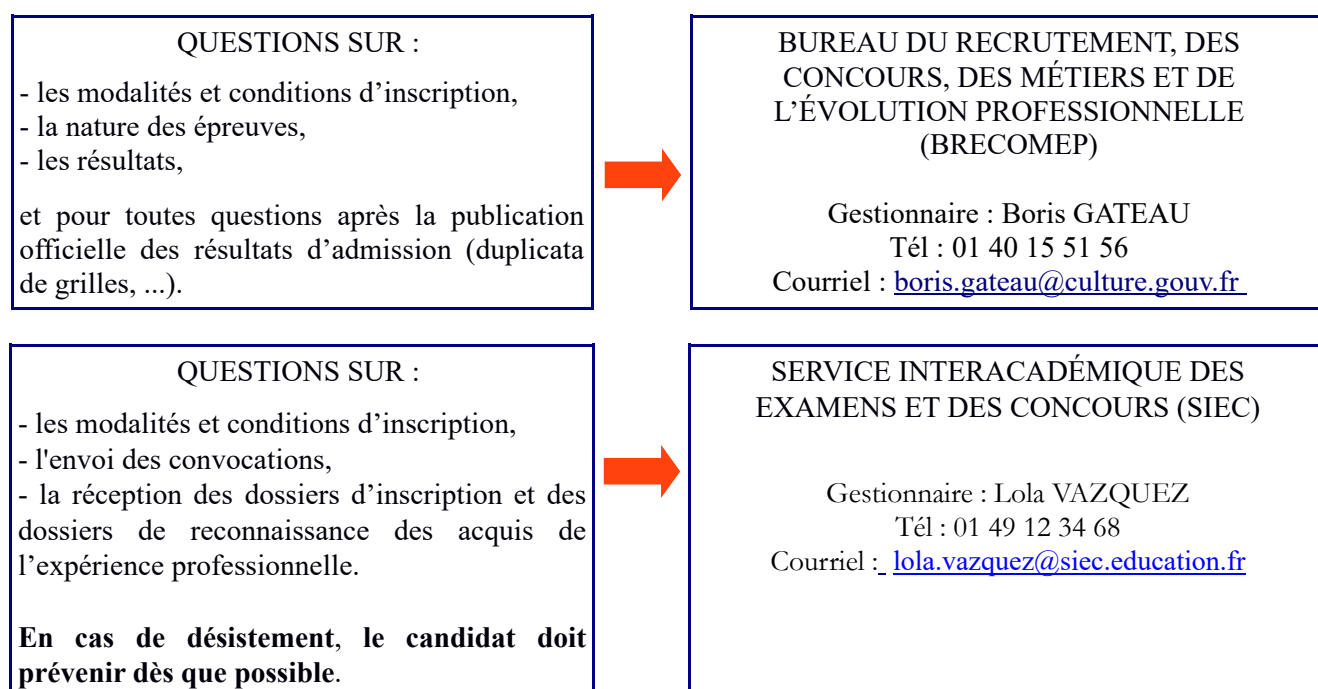 QUESTIONS SUR :
- les modalités et conditions d’inscription,
- la nature des épreuves,
- les résultats,
et pour toutes questions après la publication
officielle des résultats d’admission (duplicata
de grilles, ...).
BUREAU DU RECRUTEMENT, DES
CONCOURS, DES MÉTIERS ET DE
L’ÉVOLUTION PROFESSIONNELLE
(BRECOMEP)
Gestionnaire : Boris GATEAU
Tél : 01 40 15 51 56
Courriel : boris.gateau@culture.gouv.fr
QUESTIONS SUR :
- les modalités et conditions d’inscription,
- l'envoi des convocations,
- la réception des dossiers d’inscription et des
dossiers de reconnaissance des acquis de
l’expérience professionnelle.
En cas de désistement, le candidat doit
prévenir dès que possible.
SERVICE INTERACADÉMIQUE DES
EXAMENS ET DES CONCOURS (SIEC)
Gestionnaire : Lola VAZQUEZ
Tél : 01 49 12 34 68
Courriel : lola.vazquez@siec.education.fr